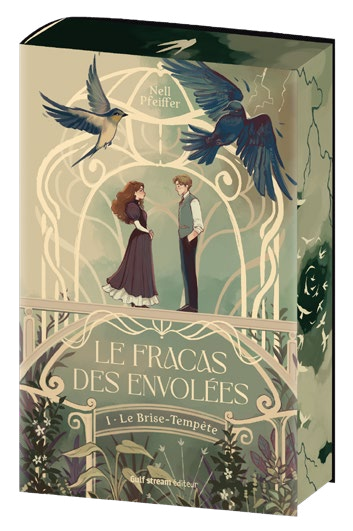 Nell
Pfeiffer
LE FRACAS
DES ENVOLÉES
1 • Le Brise-Tempête
Gulf stream éditeur